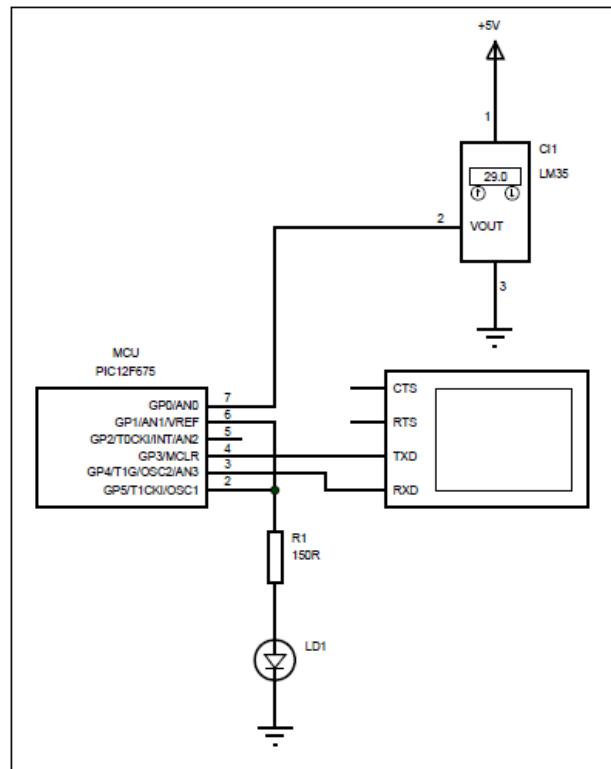 +5V
1
CI1
LM35
29.0
2
VOUT
3
MCU
PIC12F675
GP0/AN0
7
GP1/AN1/VREF
6
GP2/T0CKI/INT/AN2
5
GP3/MCLR
4
GP4/T1G/OSC2/AN3
3
GP5/T1CKI/OSC1
2
CTS
RTS
TXD
RXD
R1
150R
LD1